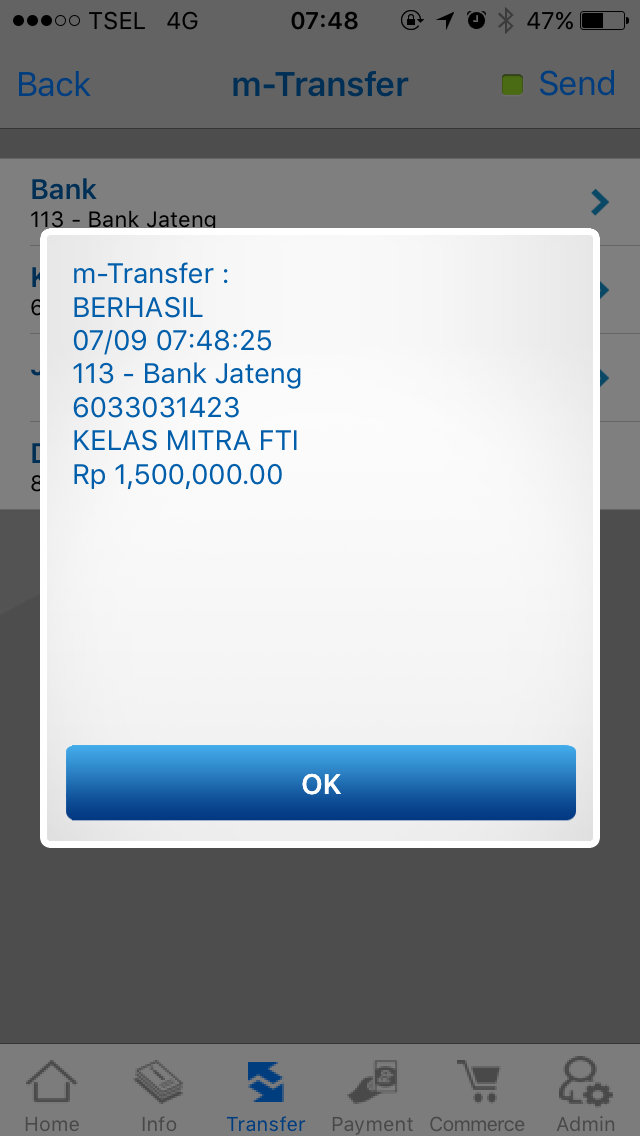 TSEL 4G 07:48 47%
Back m-Transfer Send
Bank
113 - Bank Jateng
m-Transfer :
BERHASIL
07/09 07:48:25
113 - Bank Jateng
6033031423
KELAS MITRA FTI
Rp 1,500,000.00
OK
Home Info Transfer Payment Commerce Admin